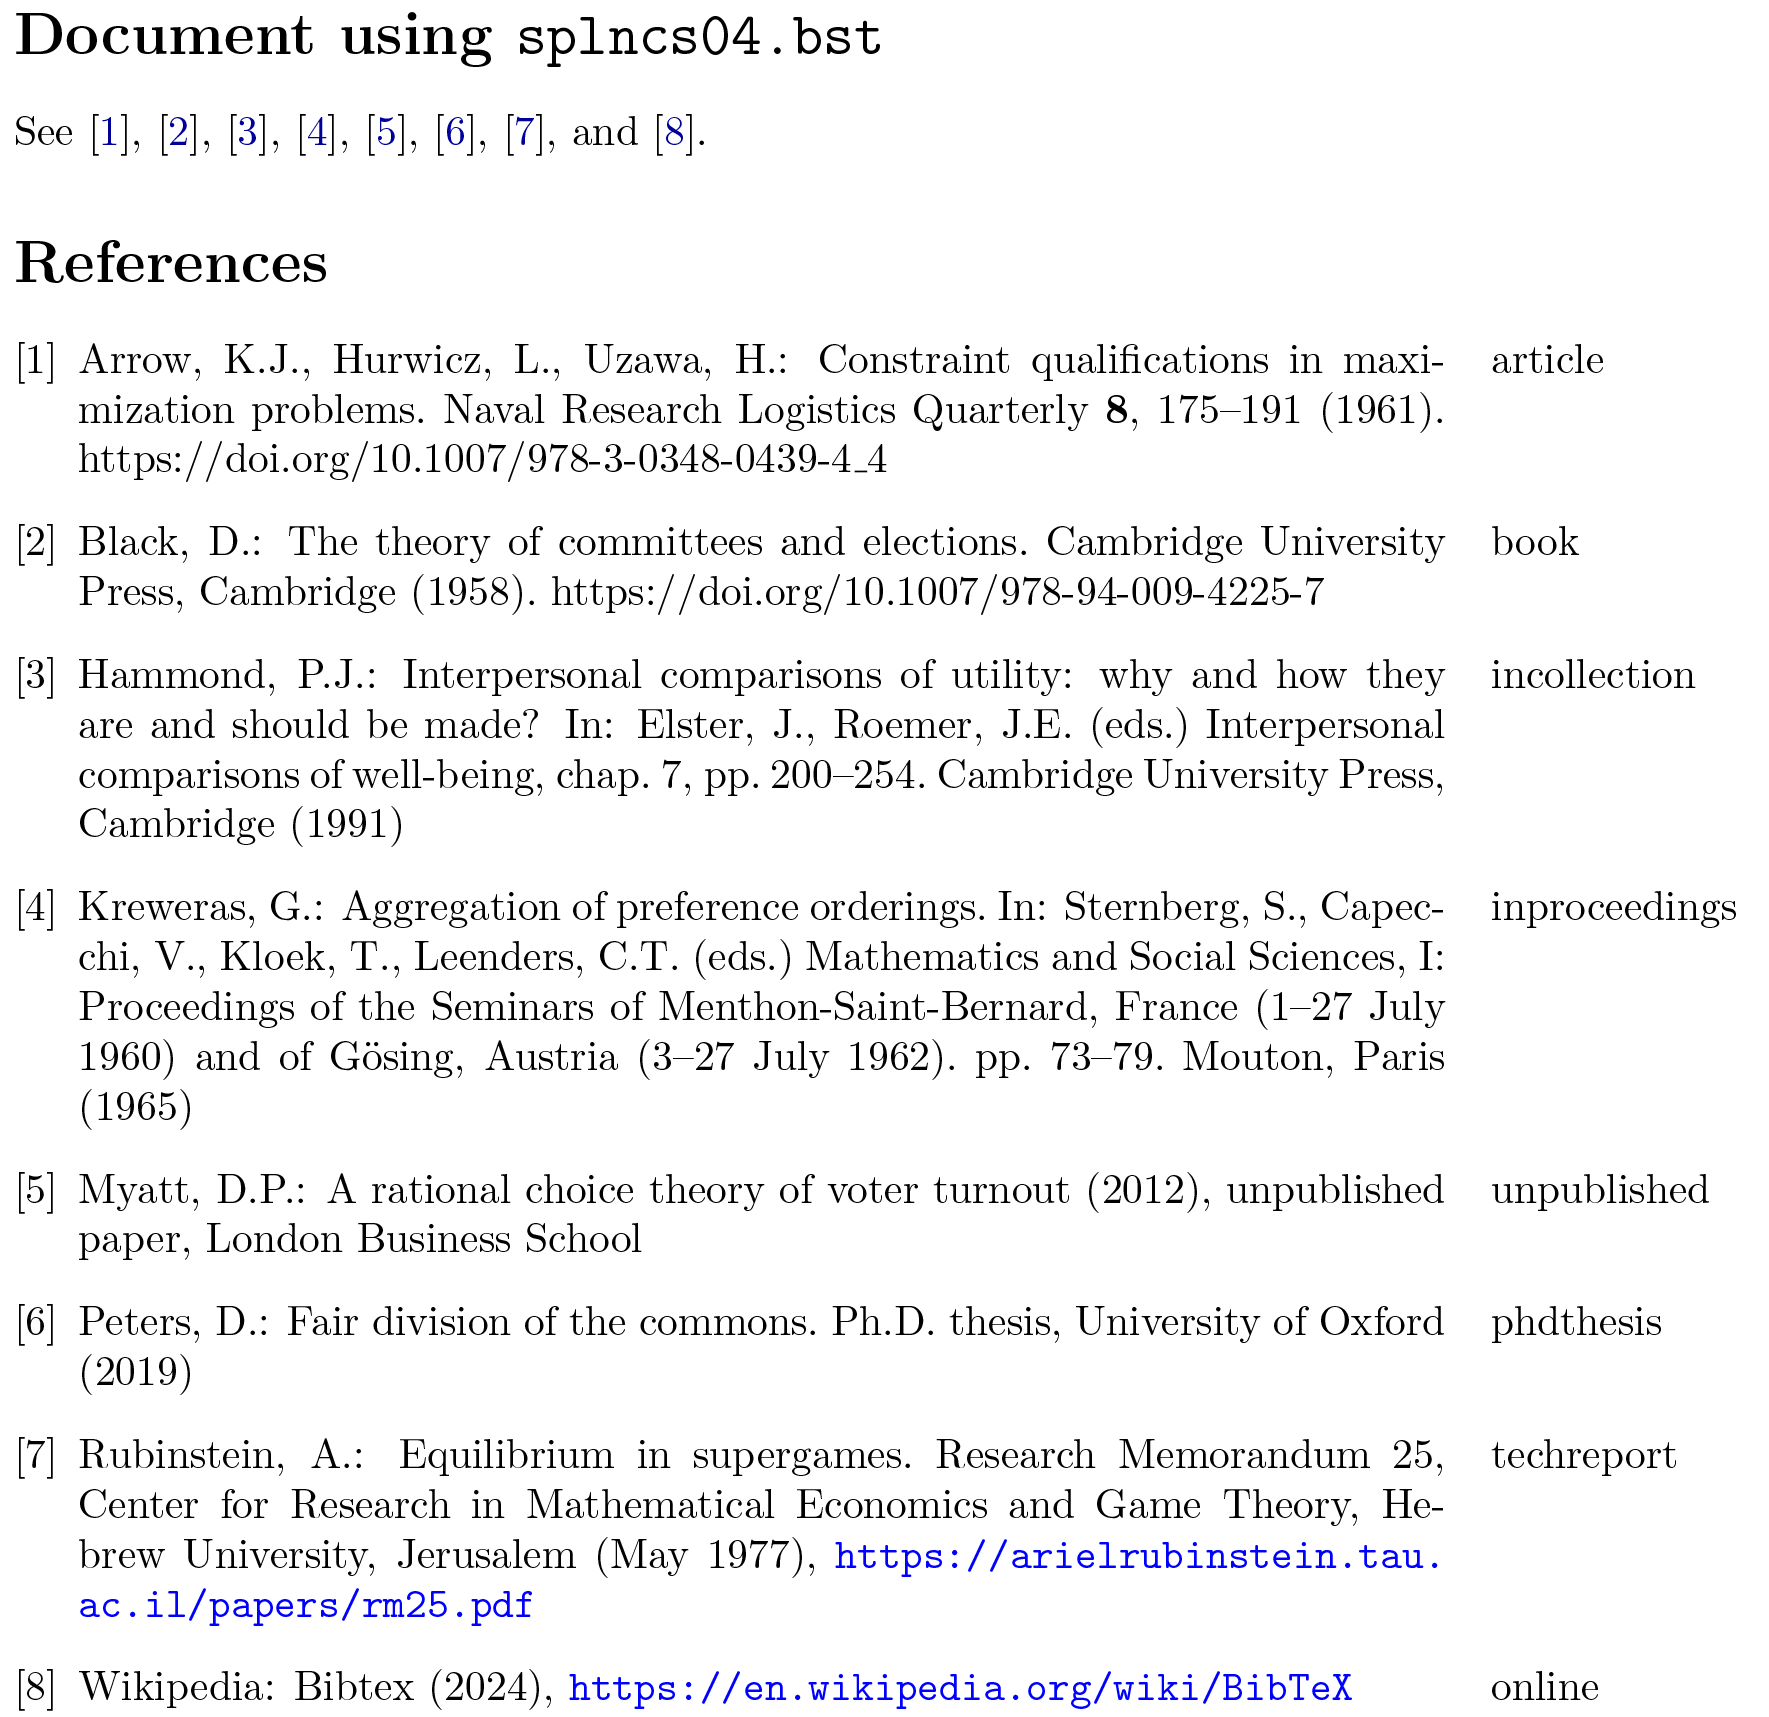 Document using splncs04.bst
See [1], [2], [3], [4], [5], [6], [7], and [8].
References
[1] Arrow, K.J., Hurwicz, L., Uzawa, H.: Constraint qualifications in maxi- article
mization problems. Naval Research Logistics Quarterly 8, 175–191 (1961).
https://doi.org/10.1007/978-3-0348-0439-4_4
[2] Black, D.: The theory of committees and elections. Cambridge University book
Press, Cambridge (1958). https://doi.org/10.1007/978-94-009-4225-7
[3] Hammond, P.J.: Interpersonal comparisons of utility: why and how they incollection
are and should be made? In: Elster, J., Roemer, J.E. (eds.) Interpersonal
comparisons of well-being, chap. 7, pp. 200–254. Cambridge University Press,
Cambridge (1991)
[4] Kreweras, G.: Aggregation of preference orderings. In: Sternberg, S., Capec- inproceedings
chi, V., Kloek, T., Leenders, C.T. (eds.) Mathematics and Social Sciences, I:
Proceedings of the Seminars of Menthon-Saint-Bernard, France (1–27 July
1960) and of Gösing, Austria (3–27 July 1962). pp. 73–79. Mouton, Paris
(1965)
[5] Myatt, D.P.: A rational choice theory of voter turnout (2012), unpublished unpublished
paper, London Business School
[6] Peters, D.: Fair division of the commons. Ph.D. thesis, University of Oxford phdthesis
(2019)
[7] Rubinstein, A.: Equilibrium in supergames. Research Memorandum 25, techreport
Center for Research in Mathematical Economics and Game Theory, He-
brew University, Jerusalem (May 1977), https://arielrubinstein.tau.
ac.il/papers/rm25.pdf
[8] Wikipedia: Bibtex (2024), https://en.wikipedia.org/wiki/BibTeX online